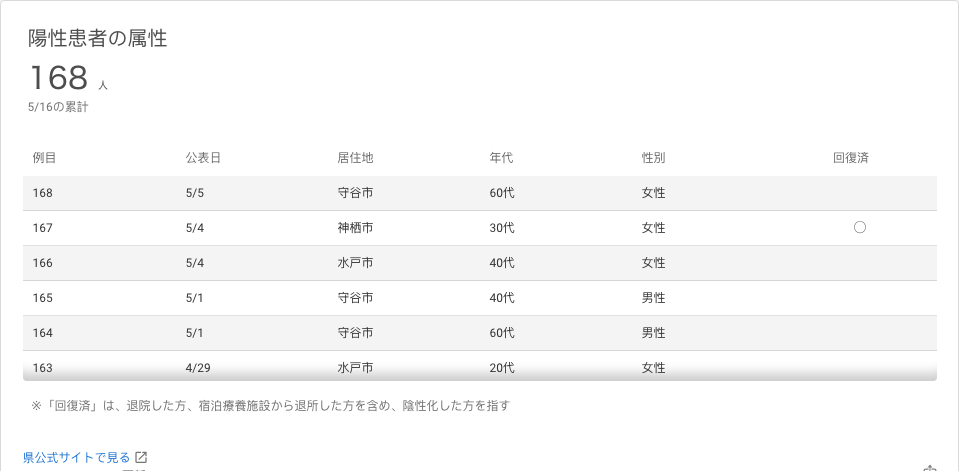 陽性患者の属性
168 人
5/16の累計
例目 公表日 居住地 年代 性別 回復済
168 5/5 守谷市 60代 女性
167 5/4 神栖市 30代 女性 〇
166 5/4 水戸市 40代 女性
165 5/1 守谷市 40代 男性
164 5/1 守谷市 60代 男性
163 4/29 水戸市 20代 女性
※「回復済」は、退院した方、宿泊療養施設から退所した方を含め、陰性化した方を指す
県公式サイトで見る